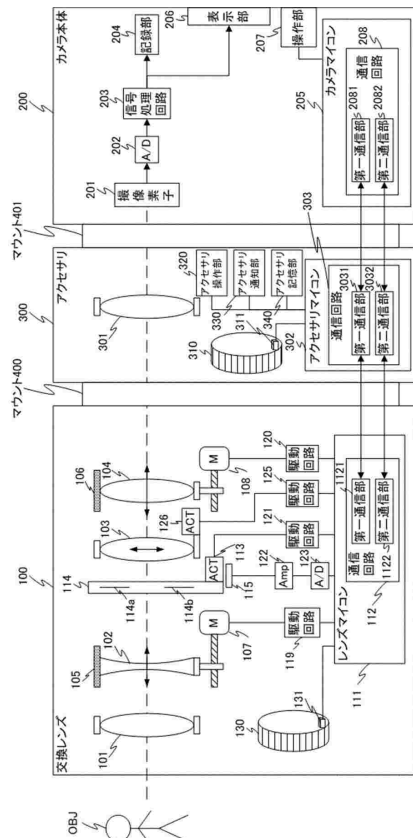 OBJ
交換レンズ
100
101
102
103
104
105
106
107
108
111
112
113
114
114a
114b
115
119
120
121
122
123
125
126
130
131
M
M
ACT
ACT
Amp
A/D
駆動
回路
駆動
回路
駆動
回路
駆動
回路
レンズマイコン
通信回路
第一通信部
第二通信部
1121
1122
マウント400
アクセサリ
300
301
302
303
310
311
320
330
340
アクセサリ
操作部
アクセサリ
通知部
アクセサリ
記憶部
アクセサリマイコン
通信回路
第一通信部
第二通信部
3031
3032
マウント401
カメラ本体
200
201
撮像素子
202
A/D
203
信号
処理
回路
204
記録部
206
表示部
207
操作部
205
カメラマイコン
208
通信回路
第一通信部
2081
第二通信部
2082